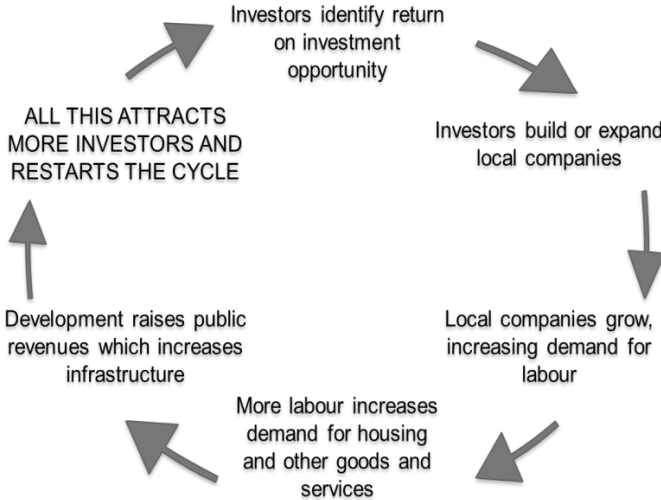 Investors identify return
on investment
opportunity
Investors build or expand
local companies
Local companies grow,
increasing demand for
labour
More labour increases
demand for housing
and other goods and
services
Development raises public
revenues which increases
infrastructure
ALL THIS ATTRACTS
MORE INVESTORS AND
RESTARTS THE CYCLE